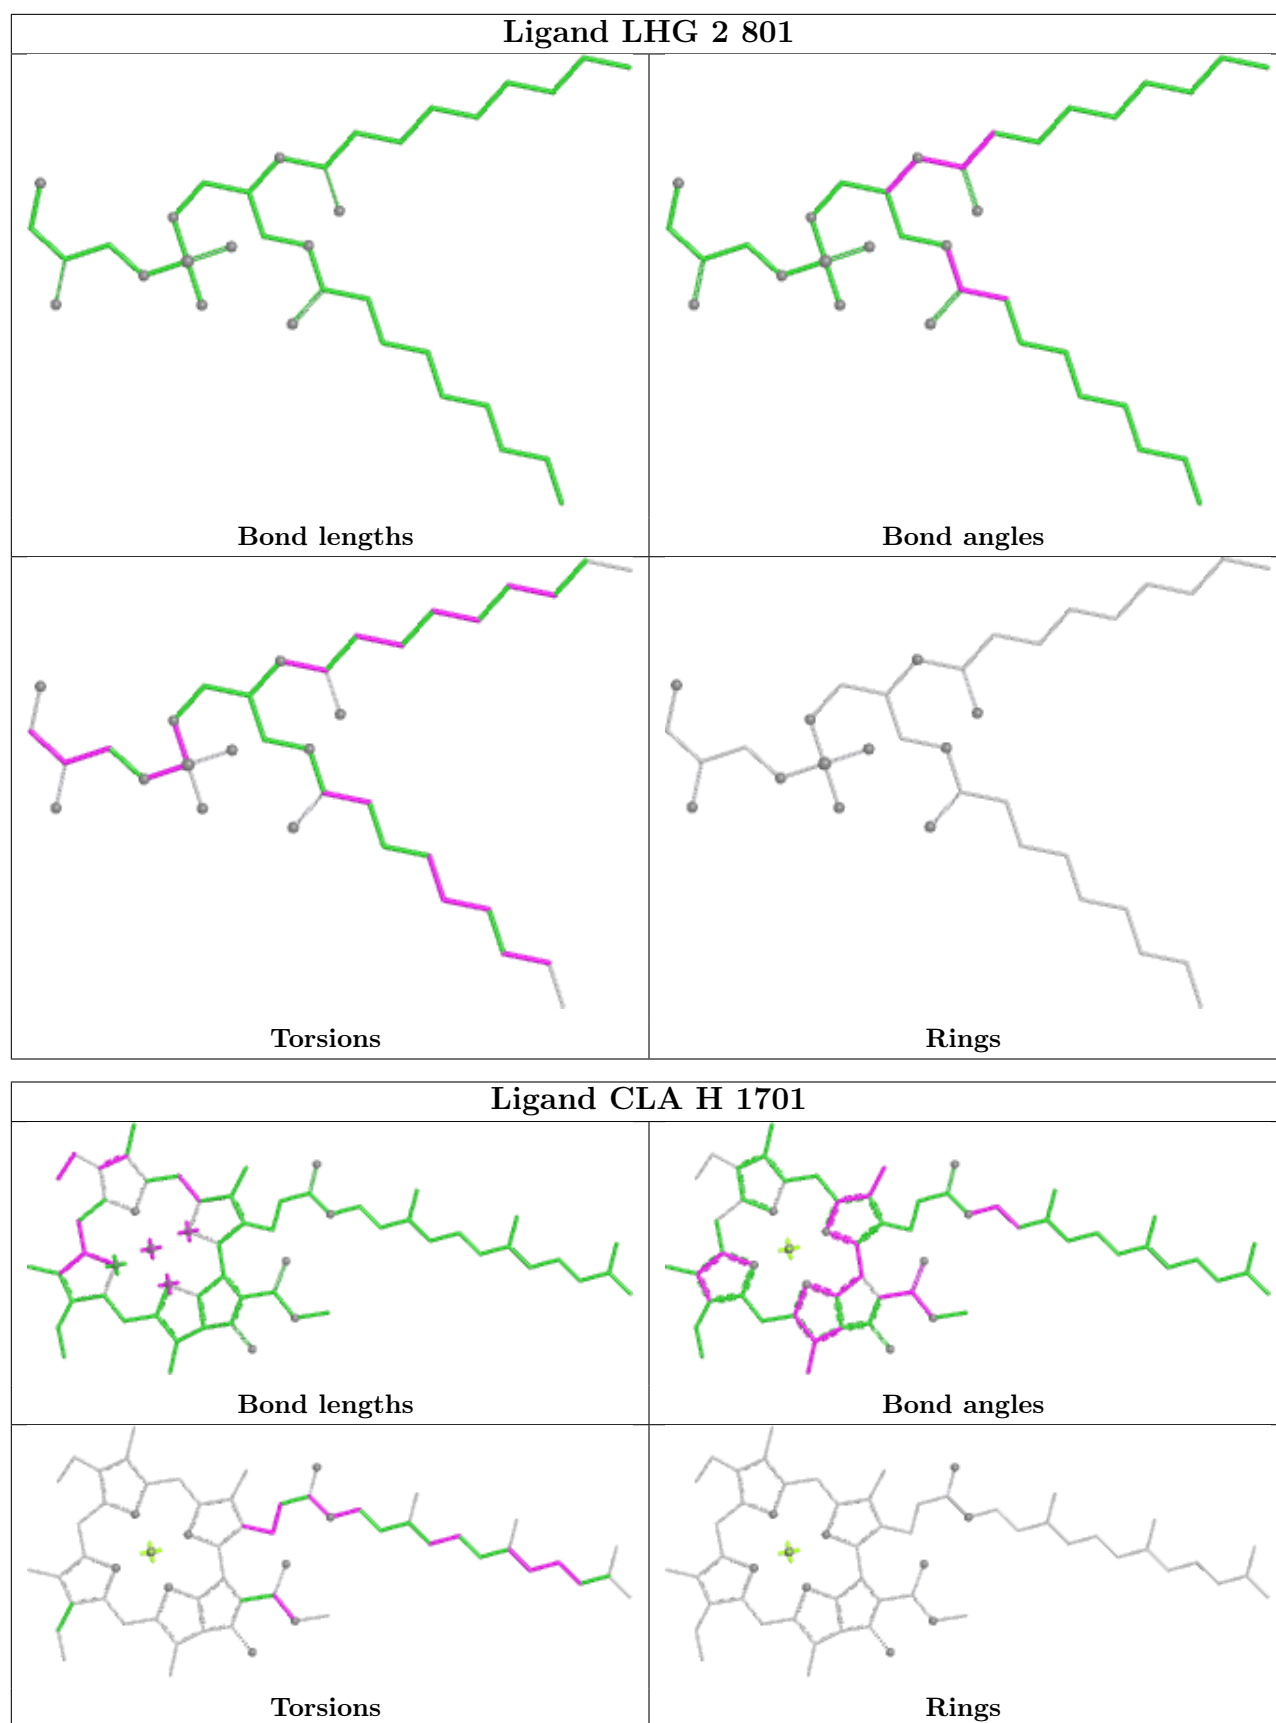 Ligand LHG 2 801
Bond lengths
Bond angles
Torsions
Rings
Ligand CLA H 1701
Bond lengths
Bond angles
Torsions
Rings